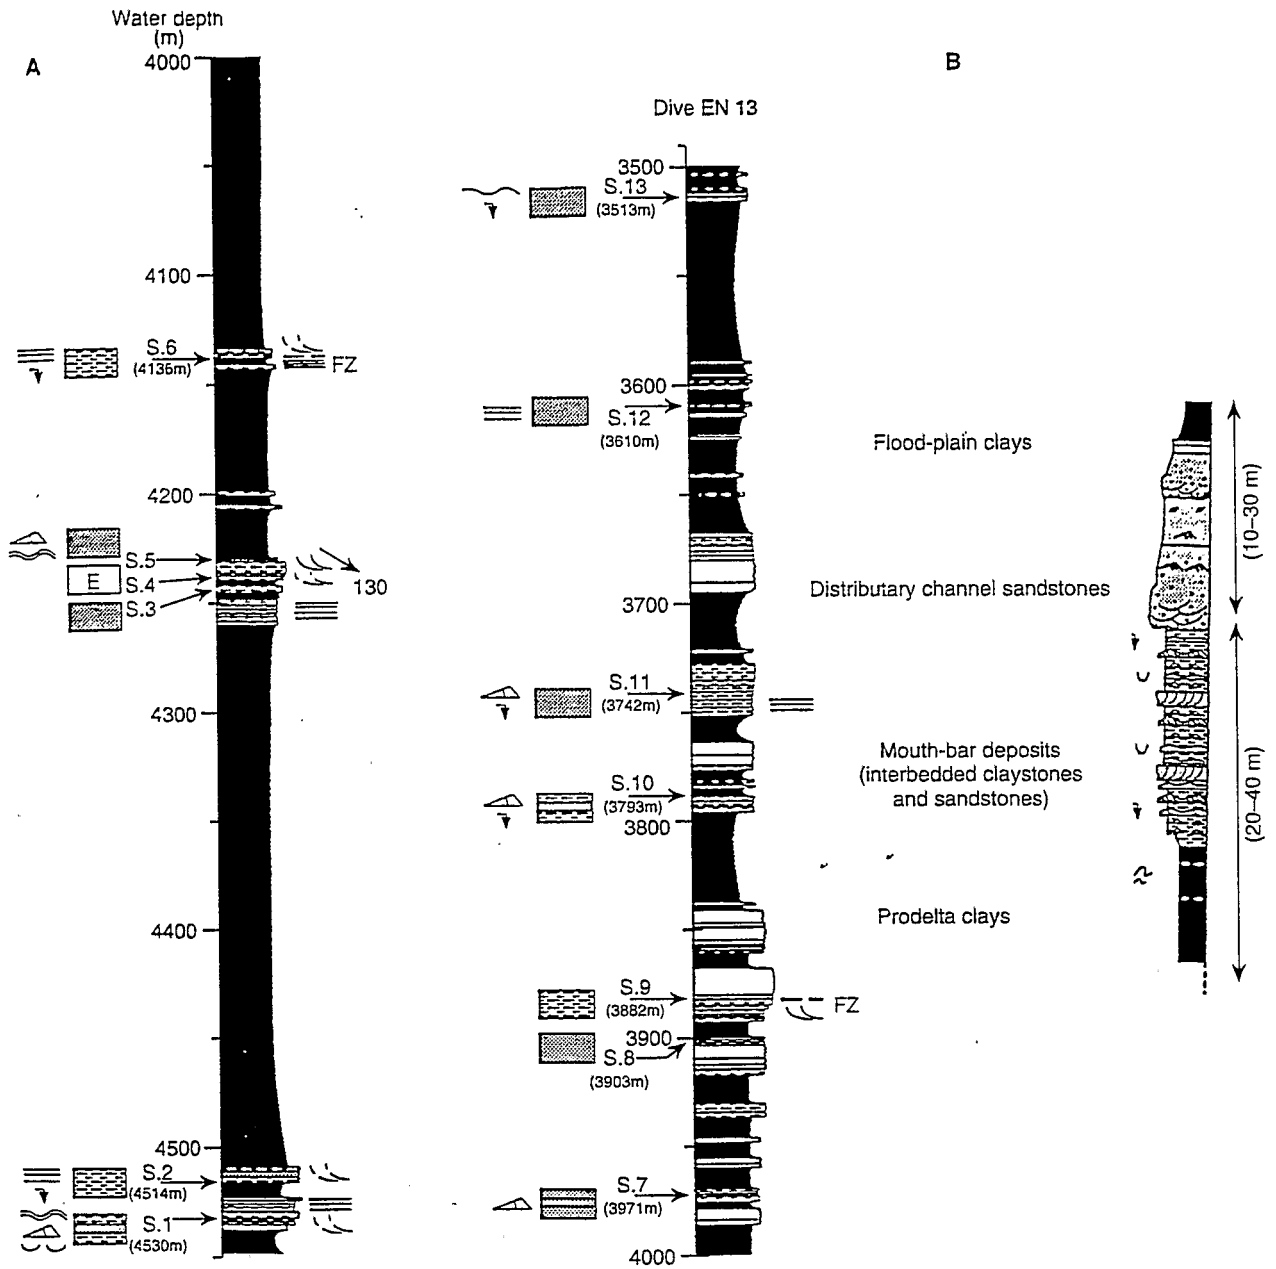 Water depth
(m)
A
4000
4100
S.6
(4136m)
FZ
4200
S.5
E
S.4
S.3
130
4300
4400
4500
S.2
(4514m)
S.1
(4530m)
Dive EN 13
3500
S.13
(3513m)
3600
S.12
(3610m)
3700
S.11
(3742m)
S.10
(3793m)
3800
S.9
(3882m)
FZ
3900
S.8
(3903m)
S.7
(3971m)
4000
B
Flood-plain clays
Distributary channel sandstones
Mouth-bar deposits
(interbedded claystones
and sandstones)
Prodelta clays
(10–30 m)
(20–40 m)